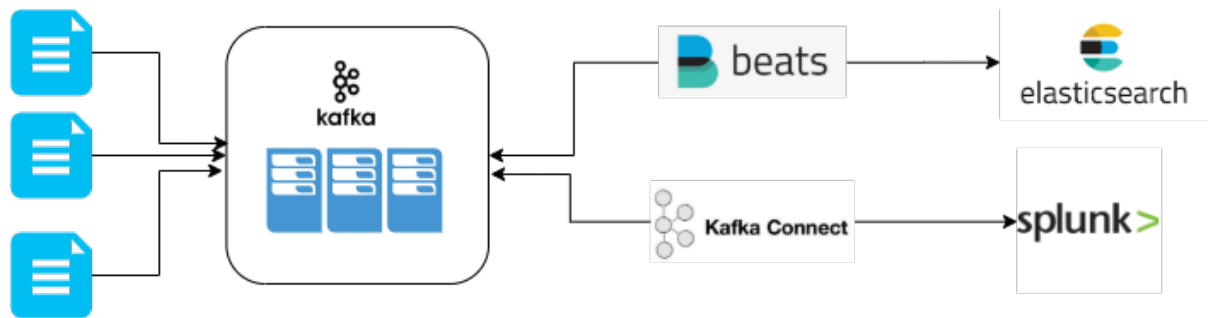 kafka
beats
elasticsearch
Kafka Connect
splunk>